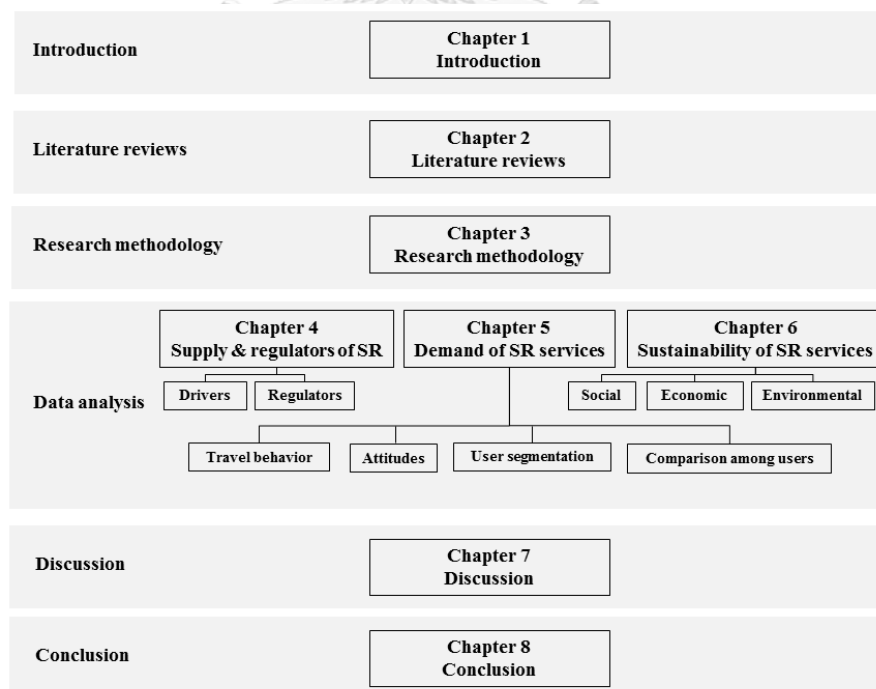 Introduction
Chapter 1
Introduction
Literature reviews
Chapter 2
Literature reviews
Research methodology
Chapter 3
Research methodology
Data analysis
Chapter 4
Supply & regulators of SR
Drivers
Regulators
Chapter 5
Demand of SR services
Travel behavior
Attitudes
User segmentation
Comparison among users
Chapter 6
Sustainability of SR services
Social
Economic
Environmental
Discussion
Chapter 7
Discussion
Conclusion
Chapter 8
Conclusion